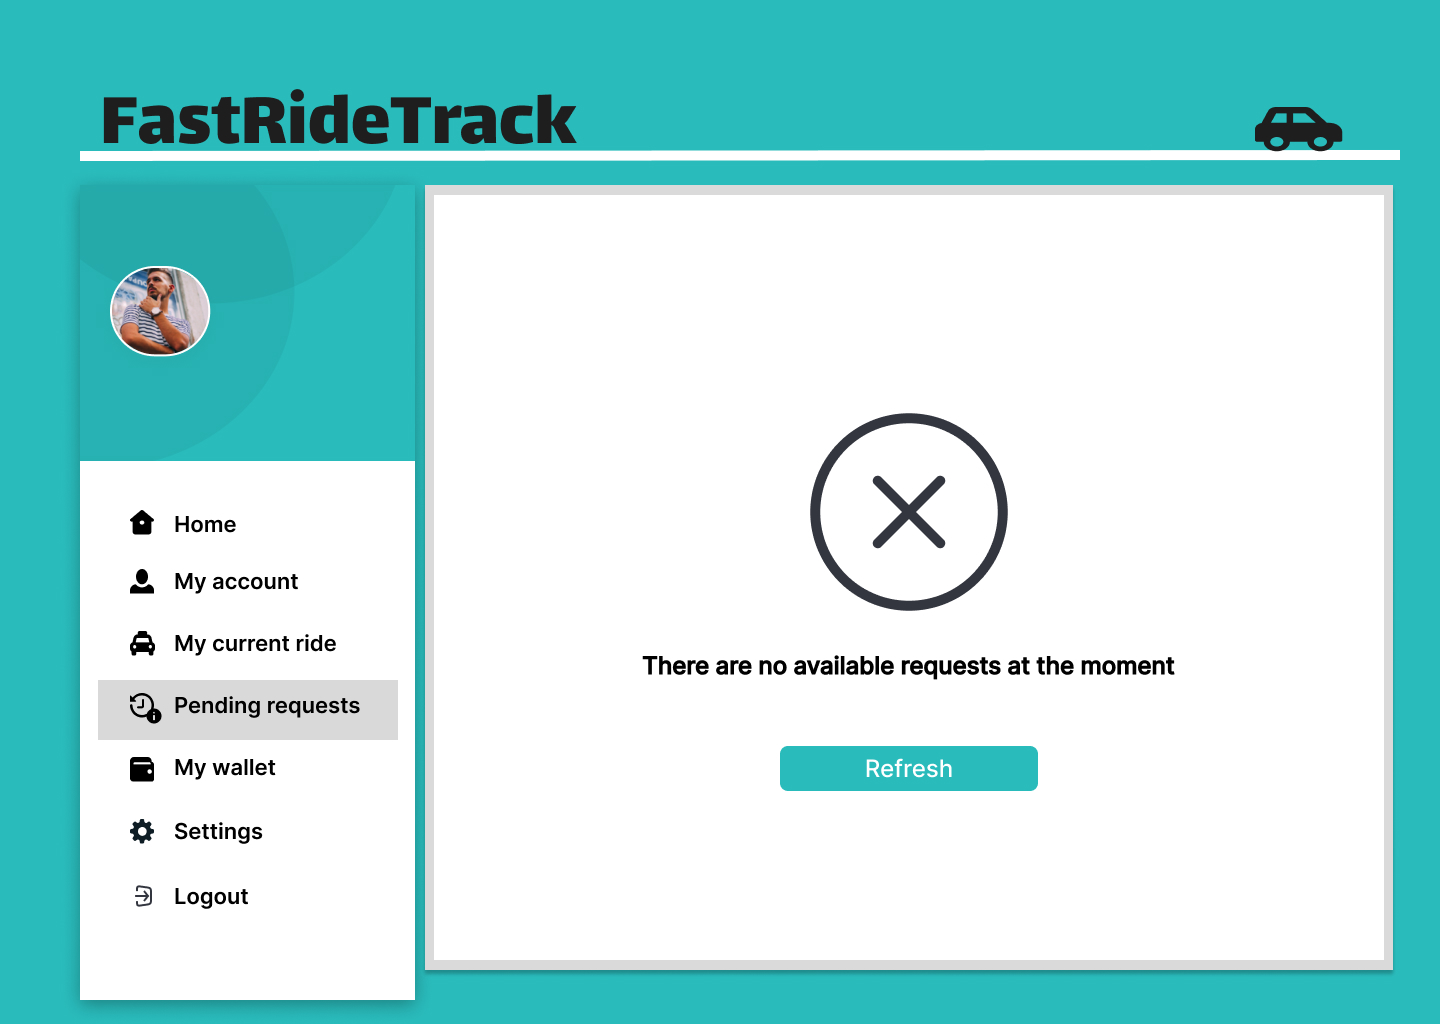 FastRideTrack
Home
My account
My current ride
Pending requests
My wallet
Settings
Logout
There are no available requests at the moment
Refresh